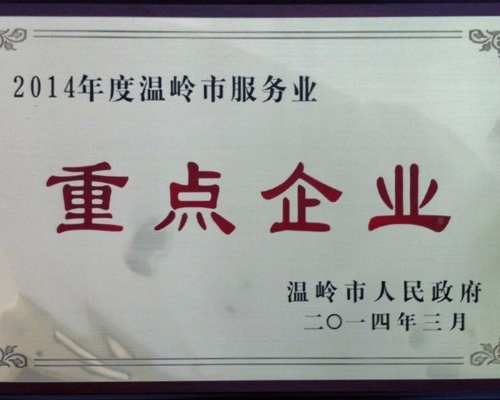 2014年度温岭市服务业
重点企业
温岭市人民政府
二〇一四年三月